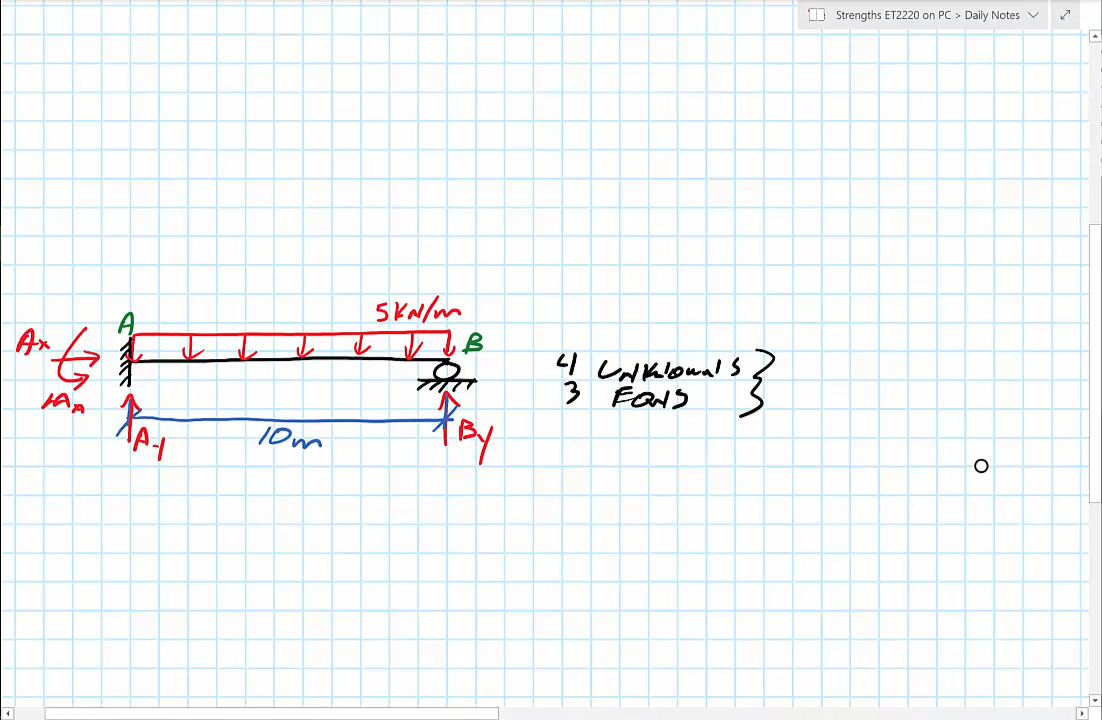 Strengths ET2220 on PC > Daily Notes
5KN/m
A
B
Ax
MA
Ay
10m
By
4 UNKNOWNS
3 EQNS